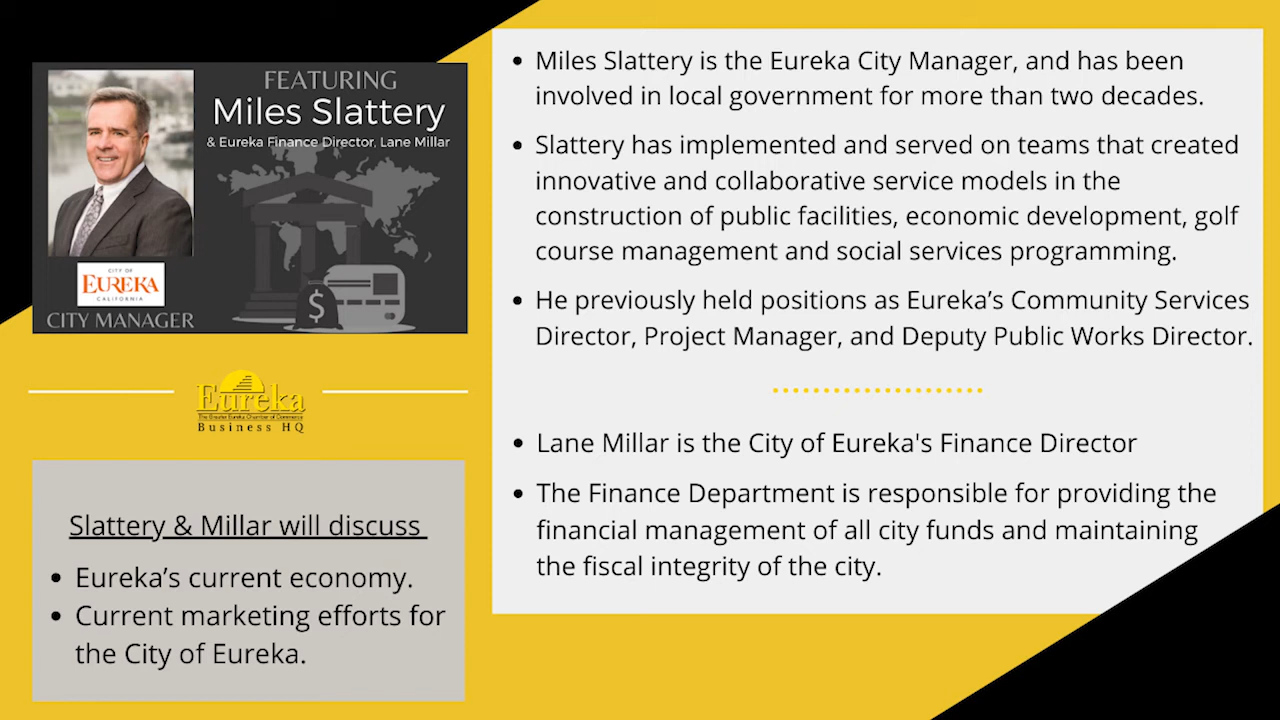 FEATURING
Miles Slattery
& Eureka Finance Director, Lane Millar
CITY OF
EUREKA
CALIFORNIA
CITY MANAGER
$
Eureka
The Greater Eureka Chamber of Commerce
Business HQ
Slattery & Millar will discuss
• Eureka’s current economy.
• Current marketing efforts for
the City of Eureka.
• Miles Slattery is the Eureka City Manager, and has been
involved in local government for more than two decades.
• Slattery has implemented and served on teams that created
innovative and collaborative service models in the
construction of public facilities, economic development, golf
course management and social services programming.
• He previously held positions as Eureka’s Community Services
Director, Project Manager, and Deputy Public Works Director.
• Lane Millar is the City of Eureka's Finance Director
• The Finance Department is responsible for providing the
financial management of all city funds and maintaining
the fiscal integrity of the city.